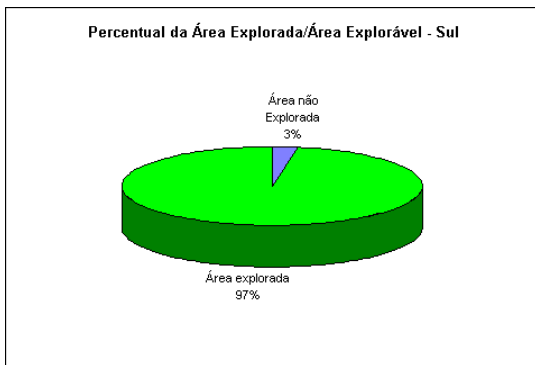 Percentual da Área Explorada/Área Explorável - Sul
Área não
Explorada
3%
Área explorada
97%